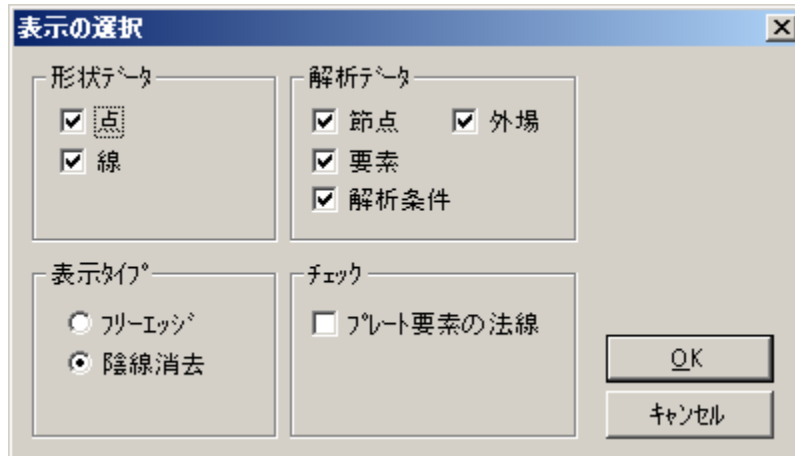 表示の選択
形状ﾃﾞｰﾀ
点
線
解析ﾃﾞｰﾀ
節点 外場
要素
解析条件
表示ﾀｲﾌﾟ
ﾌﾘｰｴｯｼﾞ
陰線消去
ﾁｪｯｸ
ﾌﾟﾚｰﾄ要素の法線
OK
ｷｬﾝｾﾙ